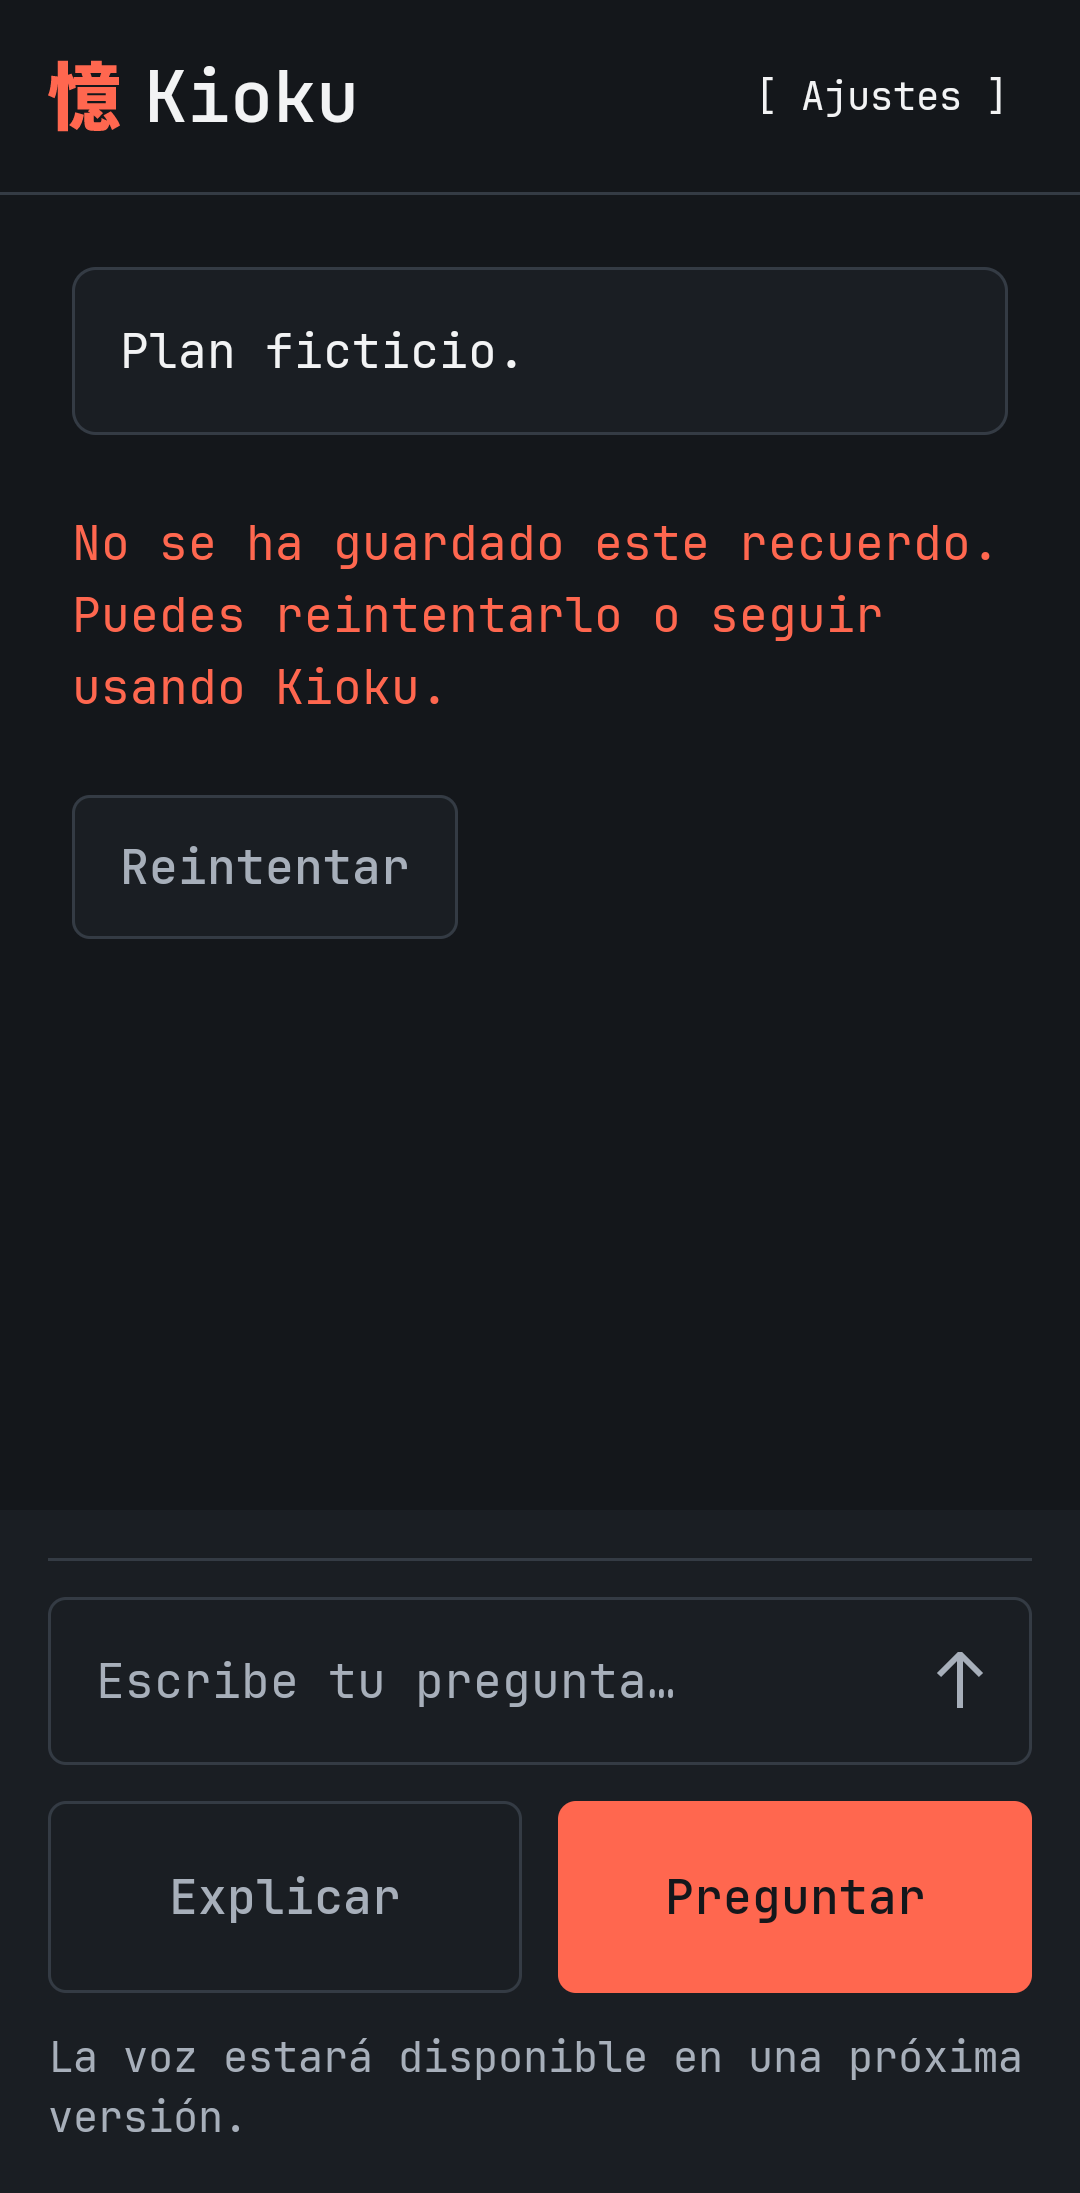 憶 Kioku
[ Ajustes ]
Plan ficticio.
No se ha guardado este recuerdo.
Puedes reintentarlo o seguir
usando Kioku.
Reintentar
Escribe tu pregunta…
Explicar
Preguntar
La voz estará disponible en una próxima
versión.